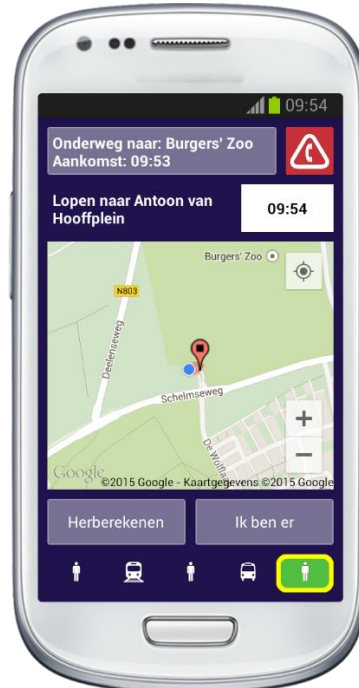 09:54
Onderweg naar: Burgers' Zoo
Aankomst: 09:53
Lopen naar Antoon van
Hooffplein
09:54
Burgers' Zoo
N803
Deelenseweg
Schelmseweg
De Wolfla
Google
©2015 Google - Kaartgegevens ©2015 Google
Herberekenen
Ik ben er